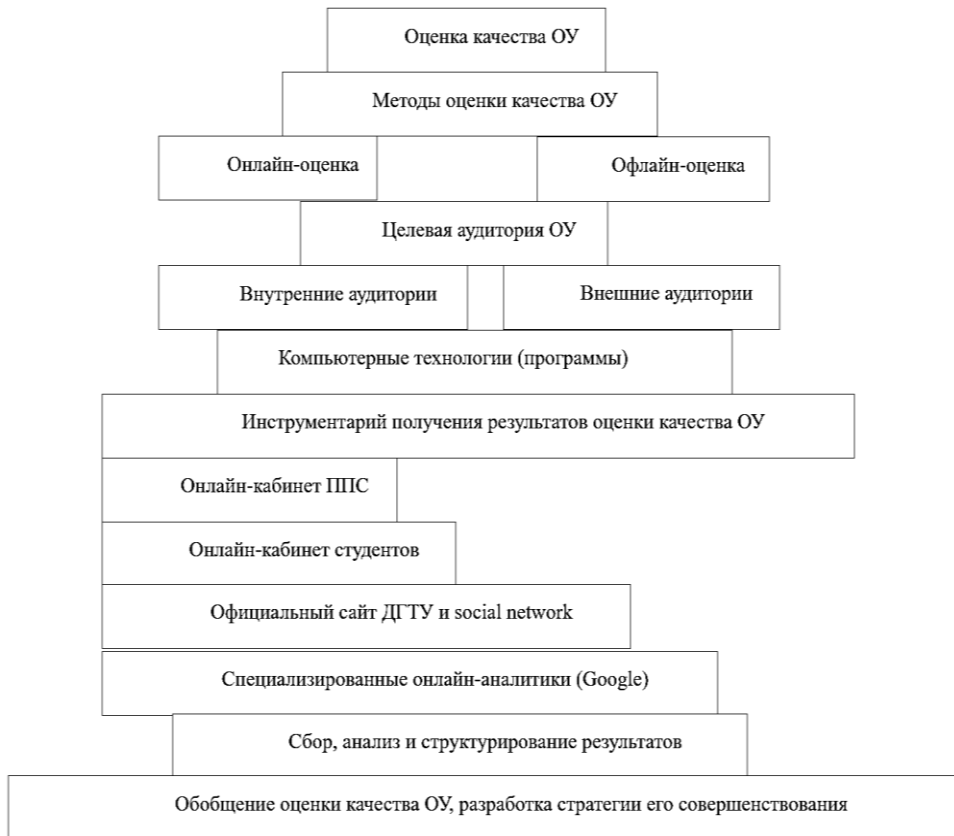 Оценка качества ОУ
Методы оценки качества ОУ
Онлайн-оценка
Офлайн-оценка
Целевая аудитория ОУ
Внутренние аудитории
Внешние аудитории
Компьютерные технологии (программы)
Инструментарий получения результатов оценки качества ОУ
Онлайн-кабинет ППС
Онлайн-кабинет студентов
Официальный сайт ДГТУ и social network
Специализированные онлайн-аналитики (Google)
Сбор, анализ и структурирование результатов
Обобщение оценки качества ОУ, разработка стратегии его совершенствования